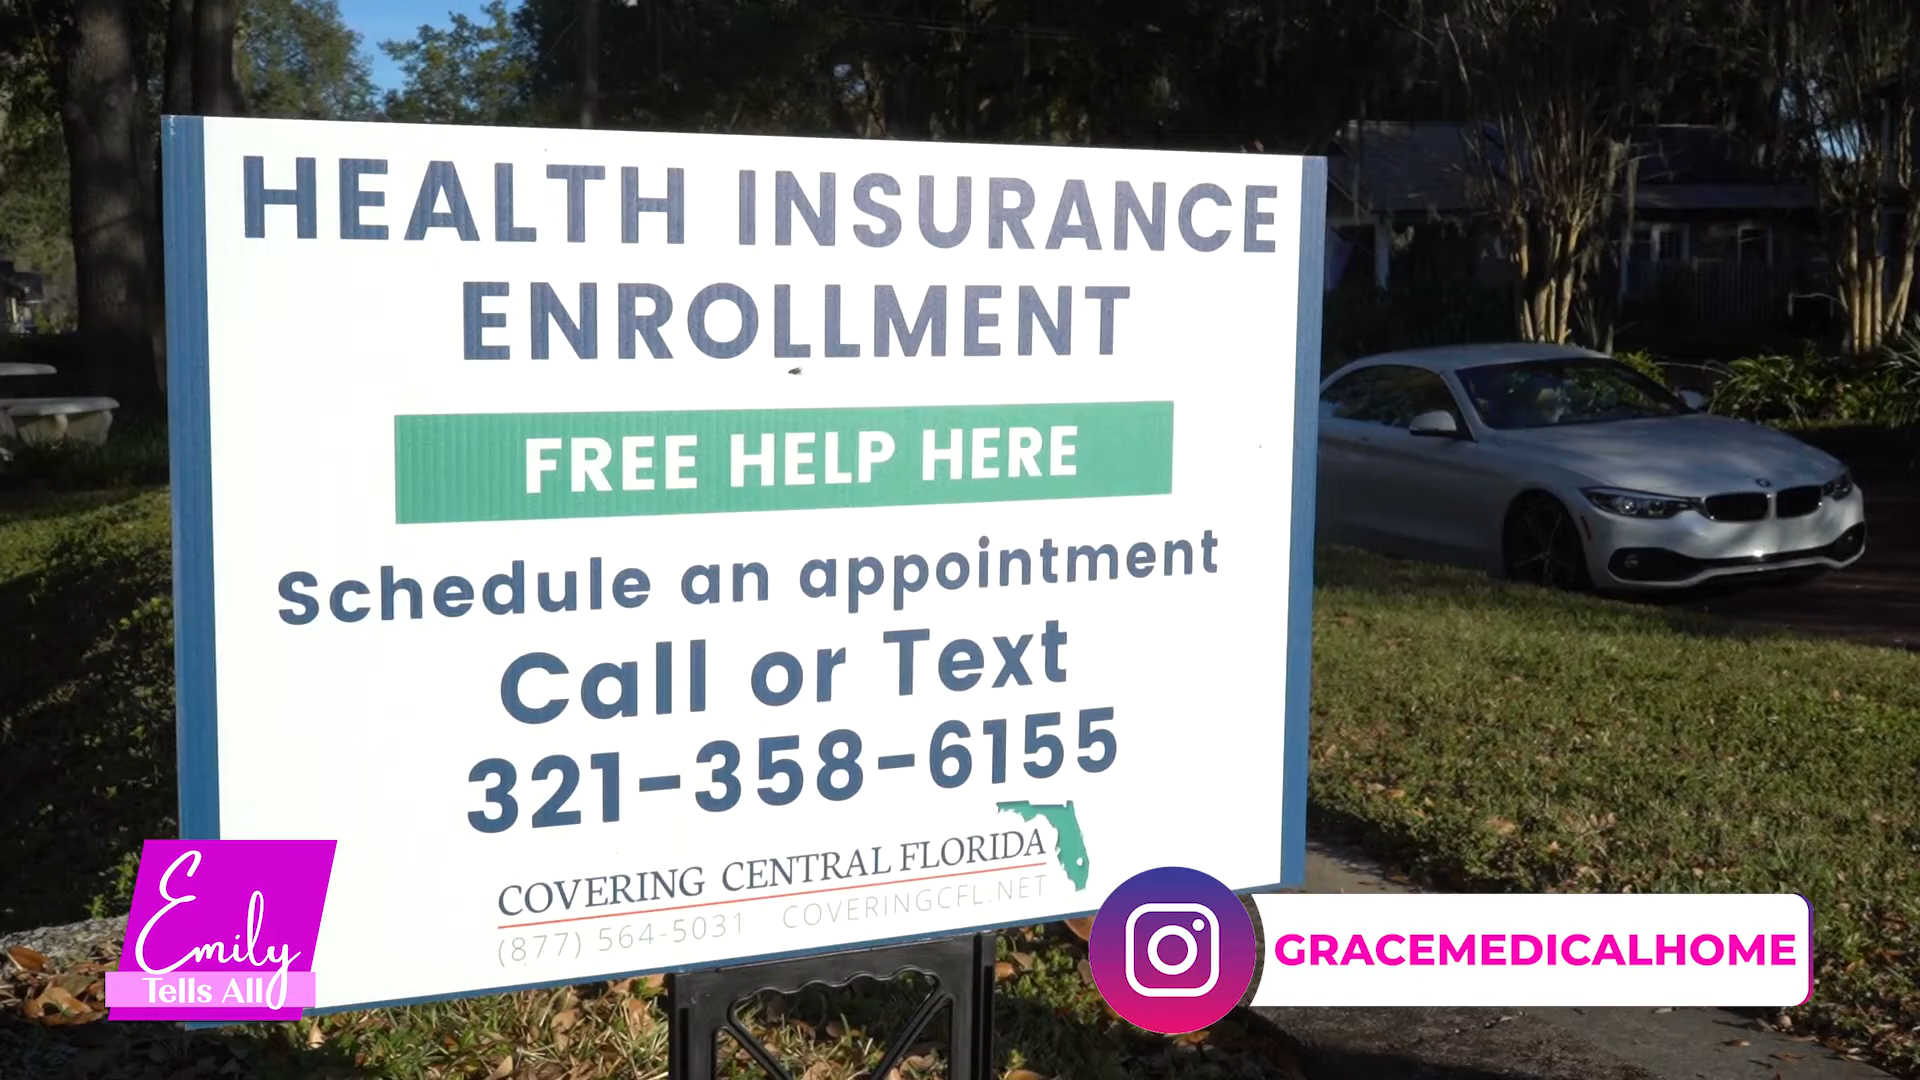 HEALTH INSURANCE
ENROLLMENT
FREE HELP HERE
Schedule an appointment
Call or Text
321-358-6155
COVERING CENTRAL FLORIDA
(877) 564-5031 COVERINGCFL.NET
Emily
Tells All
GRACEMEDICALHOME